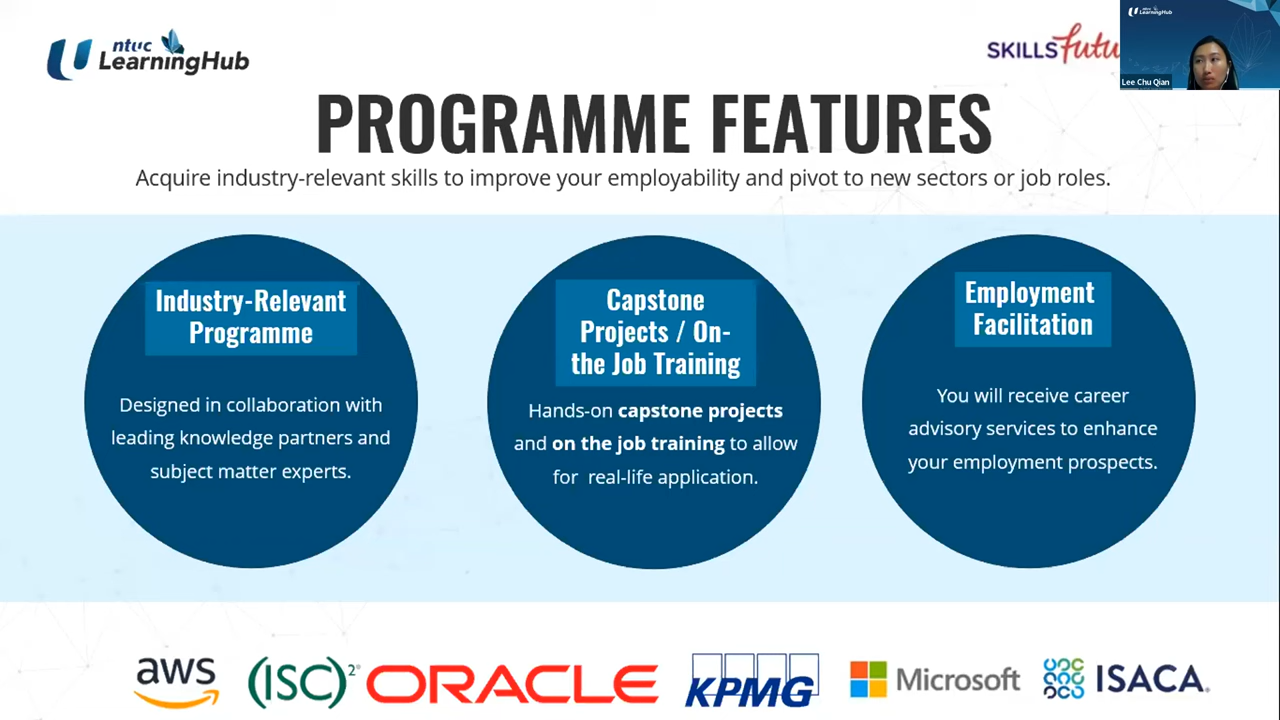 ntuc
LearningHub
SKILLSfutu
ntuc
LearningHub
Lee Chu Qian
PROGRAMME FEATURES
Acquire industry-relevant skills to improve your employability and pivot to new sectors or job roles.
Industry-Relevant
Programme
Designed in collaboration with
leading knowledge partners and
subject matter experts.
Capstone
Projects / On-
the Job Training
Hands-on capstone projects
and on the job training to allow
for real-life application.
Employment
Facilitation
You will receive career
advisory services to enhance
your employment prospects.
aws
(ISC)²®
ORACLE
KPMG
Microsoft
ISACA.